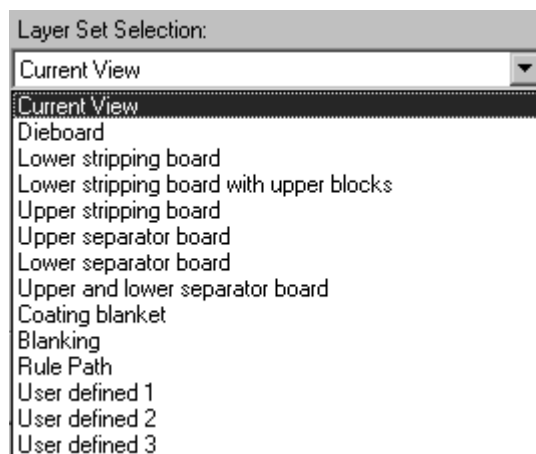 Layer Set Selection:
Current View
Current View
Dieboard
Lower stripping board
Lower stripping board with upper blocks
Upper stripping board
Upper separator board
Lower separator board
Upper and lower separator board
Coating blanket
Blanking
Rule Path
User defined 1
User defined 2
User defined 3